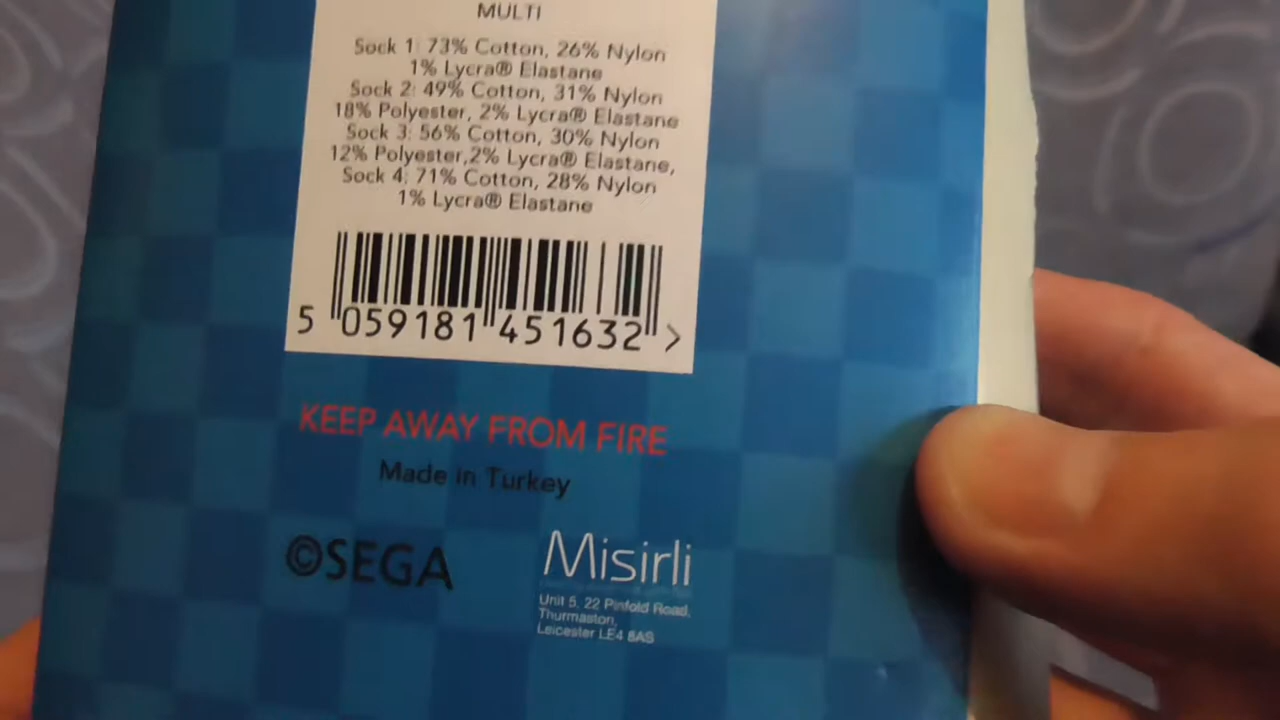 MULTI
Sock 1: 73% Cotton, 26% Nylon
1% Lycra® Elastane
Sock 2: 49% Cotton, 31% Nylon
18% Polyester, 2% Lycra® Elastane
Sock 3: 56% Cotton, 30% Nylon
12% Polyester,2% Lycra® Elastane,
Sock 4: 71% Cotton, 28% Nylon
1% Lycra® Elastane
5 059181 451632 >
KEEP AWAY FROM FIRE
Made in Turkey
©SEGA
Misirli
Unit 5, 22 Pinfold Road,
Thurmaston,
Leicester LE4 8AS